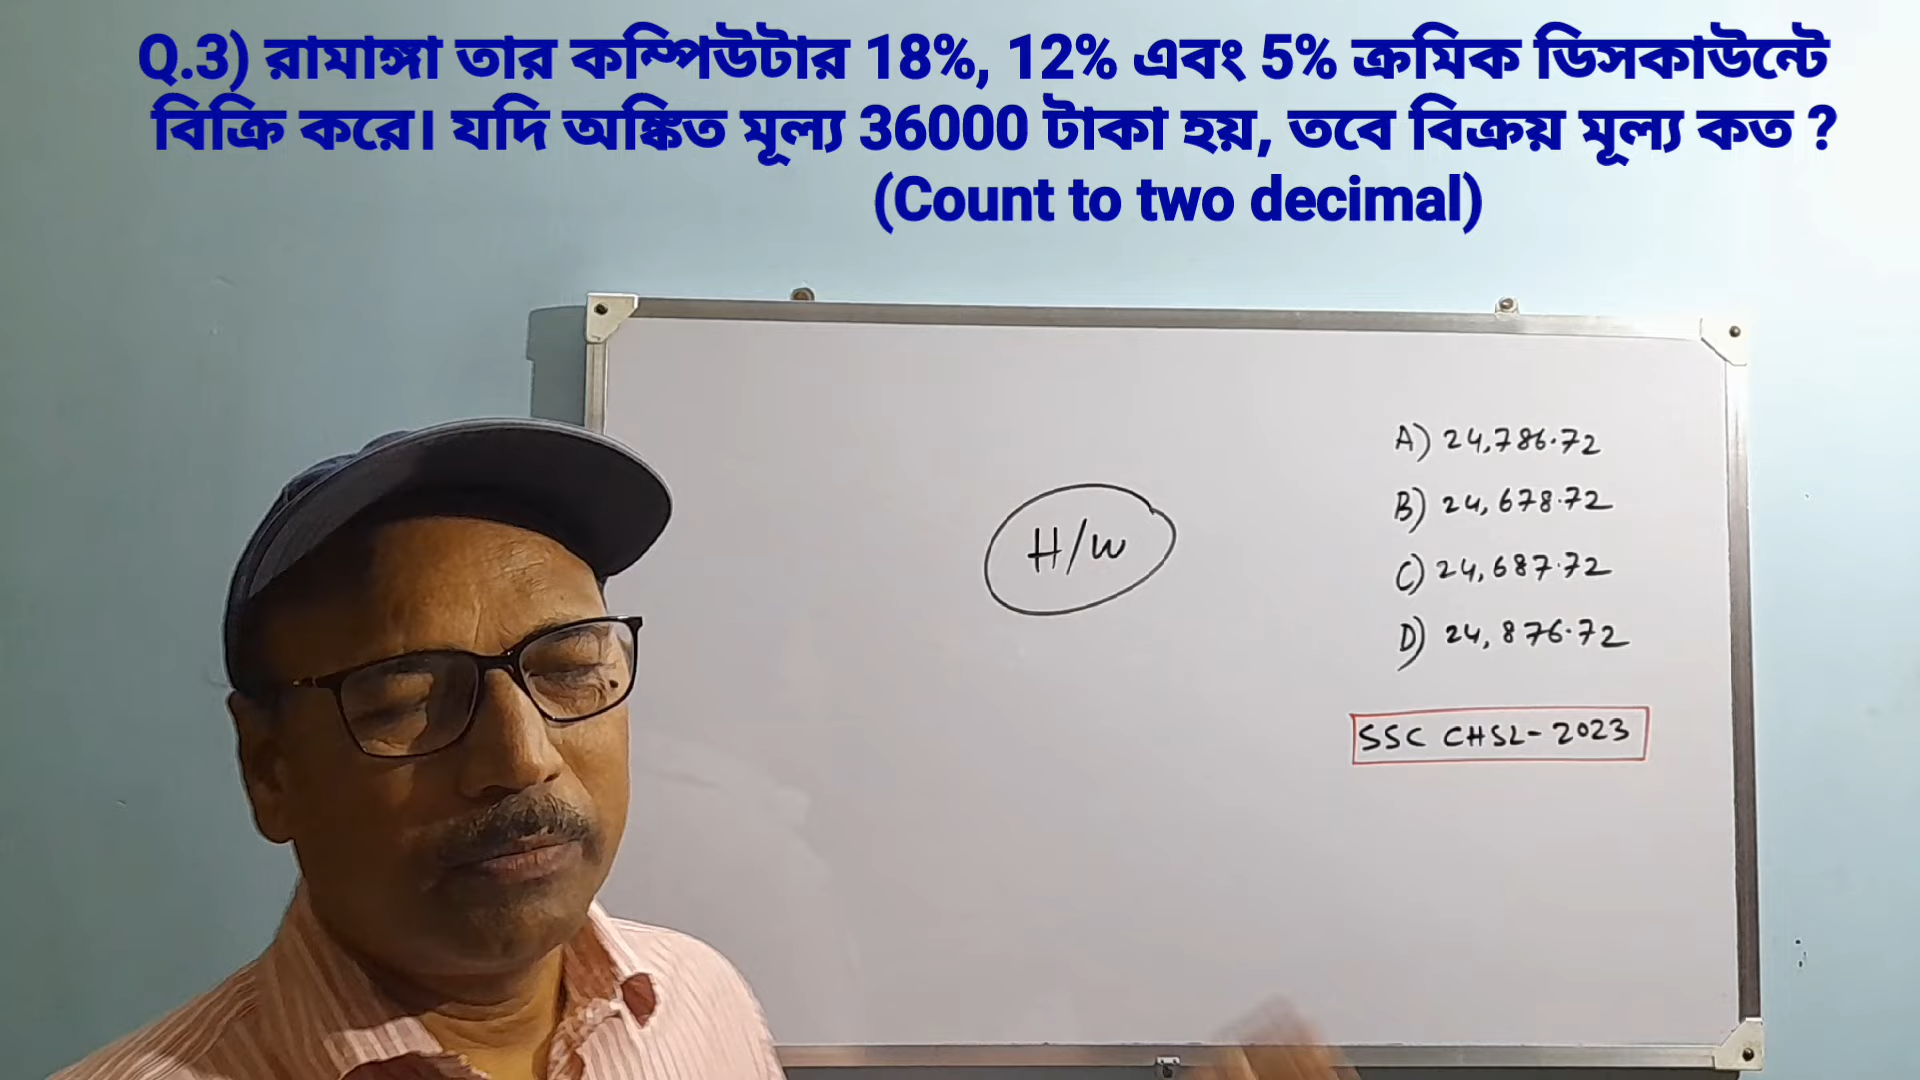 Q.3) রামাঙ্গা তার কম্পিউটার 18%, 12% এবং 5% ক্রমিক ডিসকাউন্টে
বিক্রি করে। যদি অঙ্কিত মূল্য 36000 টাকা হয়, তবে বিক্রয় মূল্য কত ?
(Count to two decimal)
H/W
A) 24,786.72
B) 24,678.72
C) 24,687.72
D) 24,876.72
SSC CHSL-2023